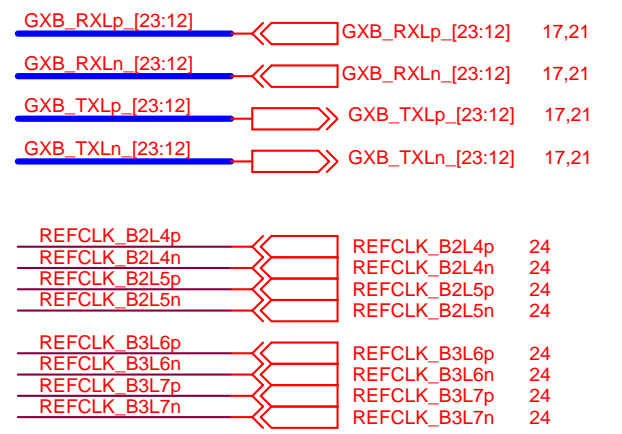 GXB_RXLp_[23:12] GXB_RXLp_[23:12] 17,21
GXB_RXLn_[23:12] GXB_RXLn_[23:12] 17,21
GXB_TXLp_[23:12] GXB_TXLp_[23:12] 17,21
GXB_TXLn_[23:12] GXB_TXLn_[23:12] 17,21
REFCLK_B2L4p REFCLK_B2L4p 24
REFCLK_B2L4n REFCLK_B2L4n 24
REFCLK_B2L5p REFCLK_B2L5p 24
REFCLK_B2L5n REFCLK_B2L5n 24
REFCLK_B3L6p REFCLK_B3L6p 24
REFCLK_B3L6n REFCLK_B3L6n 24
REFCLK_B3L7p REFCLK_B3L7p 24
REFCLK_B3L7n REFCLK_B3L7n 24